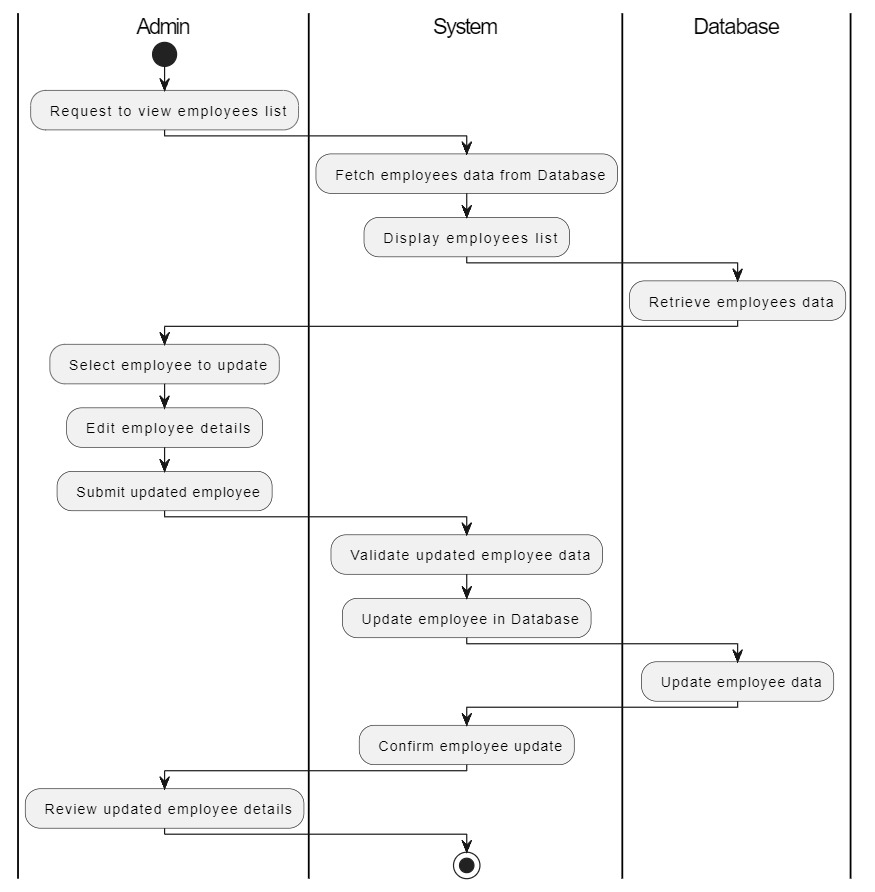 Admin
System
Database
Request to view employees list
Fetch employees data from Database
Display employees list
Retrieve employees data
Select employee to update
Edit employee details
Submit updated employee
Validate updated employee data
Update employee in Database
Update employee data
Confirm employee update
Review updated employee details